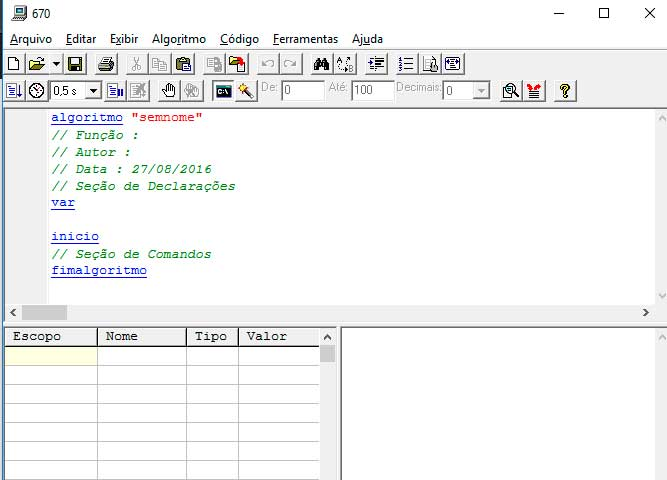 670
Arquivo Editar Exibir Algoritmo Código Ferramentas Ajuda
0,5 s De: 0 Até: 100 Decimais: 0
algoritmo "semnome"
// Função :
// Autor :
// Data : 27/08/2016
// Seção de Declarações
var
inicio
// Seção de Comandos
fimalgoritmo
Escopo Nome Tipo Valor